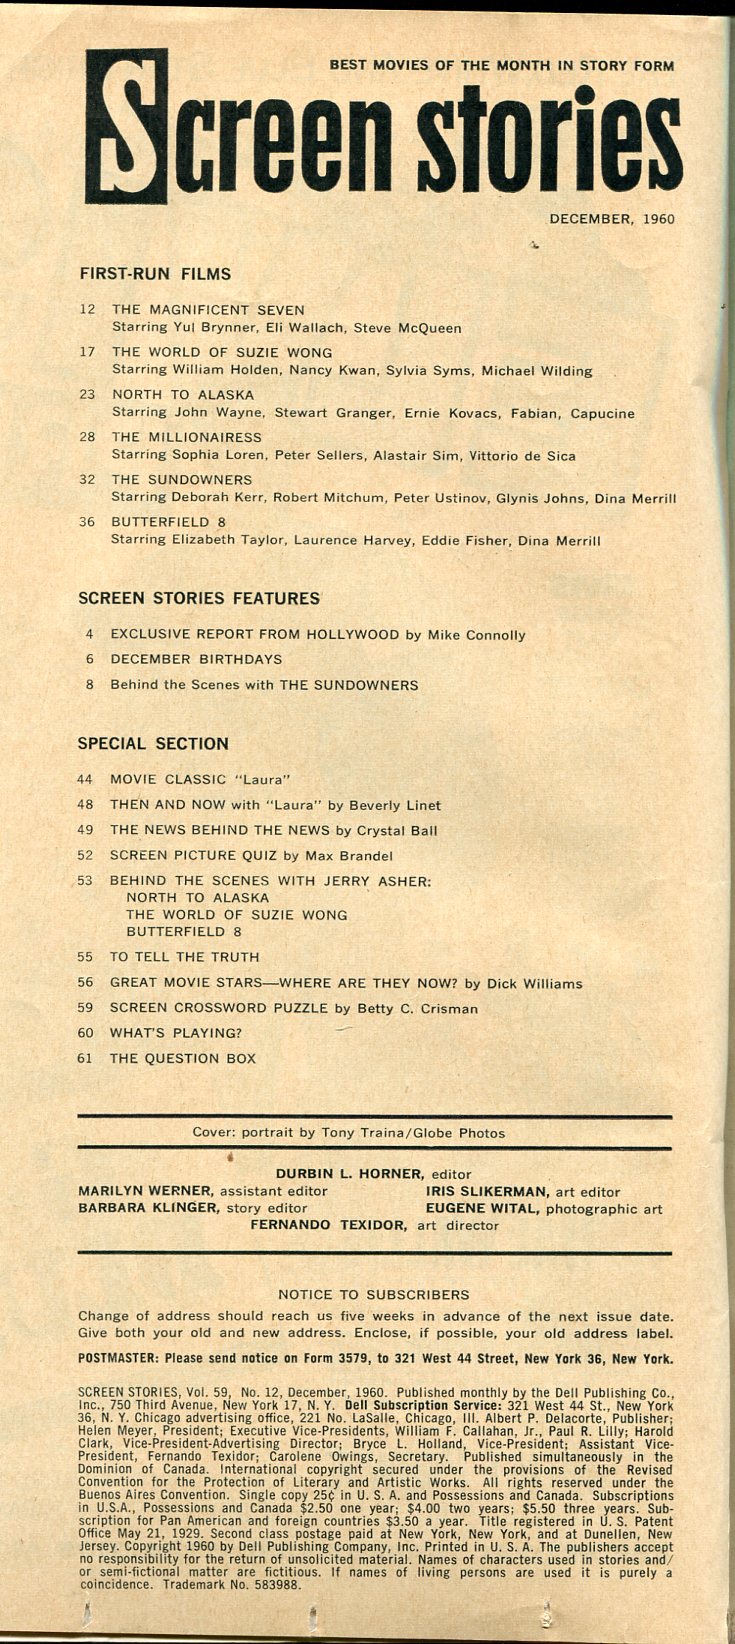 BEST MOVIES OF THE MONTH IN STORY FORM
Screen stories
DECEMBER, 1960
FIRST-RUN FILMS
12 THE MAGNIFICENT SEVEN
Starring Yul Brynner, Eli Wallach, Steve McQueen
17 THE WORLD OF SUZIE WONG
Starring William Holden, Nancy Kwan, Sylvia Syms, Michael Wilding
23 NORTH TO ALASKA
Starring John Wayne, Stewart Granger, Ernie Kovacs, Fabian, Capucine
28 THE MILLIONAIRESS
Starring Sophia Loren, Peter Sellers, Alastair Sim, Vittorio de Sica
32 THE SUNDOWNERS
Starring Deborah Kerr, Robert Mitchum, Peter Ustinov, Glynis Johns, Dina Merrill
36 BUTTERFIELD 8
Starring Elizabeth Taylor, Laurence Harvey, Eddie Fisher, Dina Merrill
SCREEN STORIES FEATURES
4 EXCLUSIVE REPORT FROM HOLLYWOOD by Mike Connolly
6 DECEMBER BIRTHDAYS
8 Behind the Scenes with THE SUNDOWNERS
SPECIAL SECTION
44 MOVIE CLASSIC "Laura"
48 THEN AND NOW with "Laura" by Beverly Linet
49 THE NEWS BEHIND THE NEWS by Crystal Ball
52 SCREEN PICTURE QUIZ by Max Brandel
53 BEHIND THE SCENES WITH JERRY ASHER:
NORTH TO ALASKA
THE WORLD OF SUZIE WONG
BUTTERFIELD 8
55 TO TELL THE TRUTH
56 GREAT MOVIE STARS—WHERE ARE THEY NOW? by Dick Williams
59 SCREEN CROSSWORD PUZZLE by Betty C. Crisman
60 WHAT'S PLAYING?
61 THE QUESTION BOX
Cover: portrait by Tony Traina/Globe Photos
DURBIN L. HORNER, editor
MARILYN WERNER, assistant editor IRIS SLIKERMAN, art editor
BARBARA KLINGER, story editor EUGENE WITAL, photographic art
FERNANDO TEXIDOR, art director
NOTICE TO SUBSCRIBERS
Change of address should reach us five weeks in advance of the next issue date.
Give both your old and new address. Enclose, if possible, your old address label.
POSTMASTER: Please send notice on Form 3579, to 321 West 44 Street, New York 36, New York.
SCREEN STORIES, Vol. 59, No. 12, December, 1960. Published monthly by the Dell Publishing Co.,
Inc., 750 Third Avenue, New York 17, N. Y. Dell Subscription Service: 321 West 44 St., New York
36, N. Y. Chicago advertising office, 221 No. LaSalle, Chicago, Ill. Albert P. Delacorte, Publisher;
Helen Meyer, President; Executive Vice-Presidents, William F. Callahan, Jr., Paul R. Lilly; Harold
Clark, Vice-President-Advertising Director; Bryce L. Holland, Vice-President; Assistant Vice-
President, Fernando Texidor; Carolene Owings, Secretary. Published simultaneously in the
Dominion of Canada. International copyright secured under the provisions of the Revised
Convention for the Protection of Literary and Artistic Works. All rights reserved under the
Buenos Aires Convention. Single copy 25¢ in U. S. A. and Possessions and Canada. Subscriptions
in U.S.A., Possessions and Canada $2.50 one year; $4.00 two years; $5.50 three years. Sub-
scription for Pan American and foreign countries $3.50 a year. Title registered in U. S. Patent
Office May 21, 1929. Second class postage paid at New York, New York, and at Dunellen, New
Jersey. Copyright 1960 by Dell Publishing Company, Inc. Printed in U. S. A. The publishers accept
no responsibility for the return of unsolicited material. Names of characters used in stories and/
or semi-fictional matter are fictitious. If names of living persons are used it is purely a
coincidence. Trademark No. 583988.